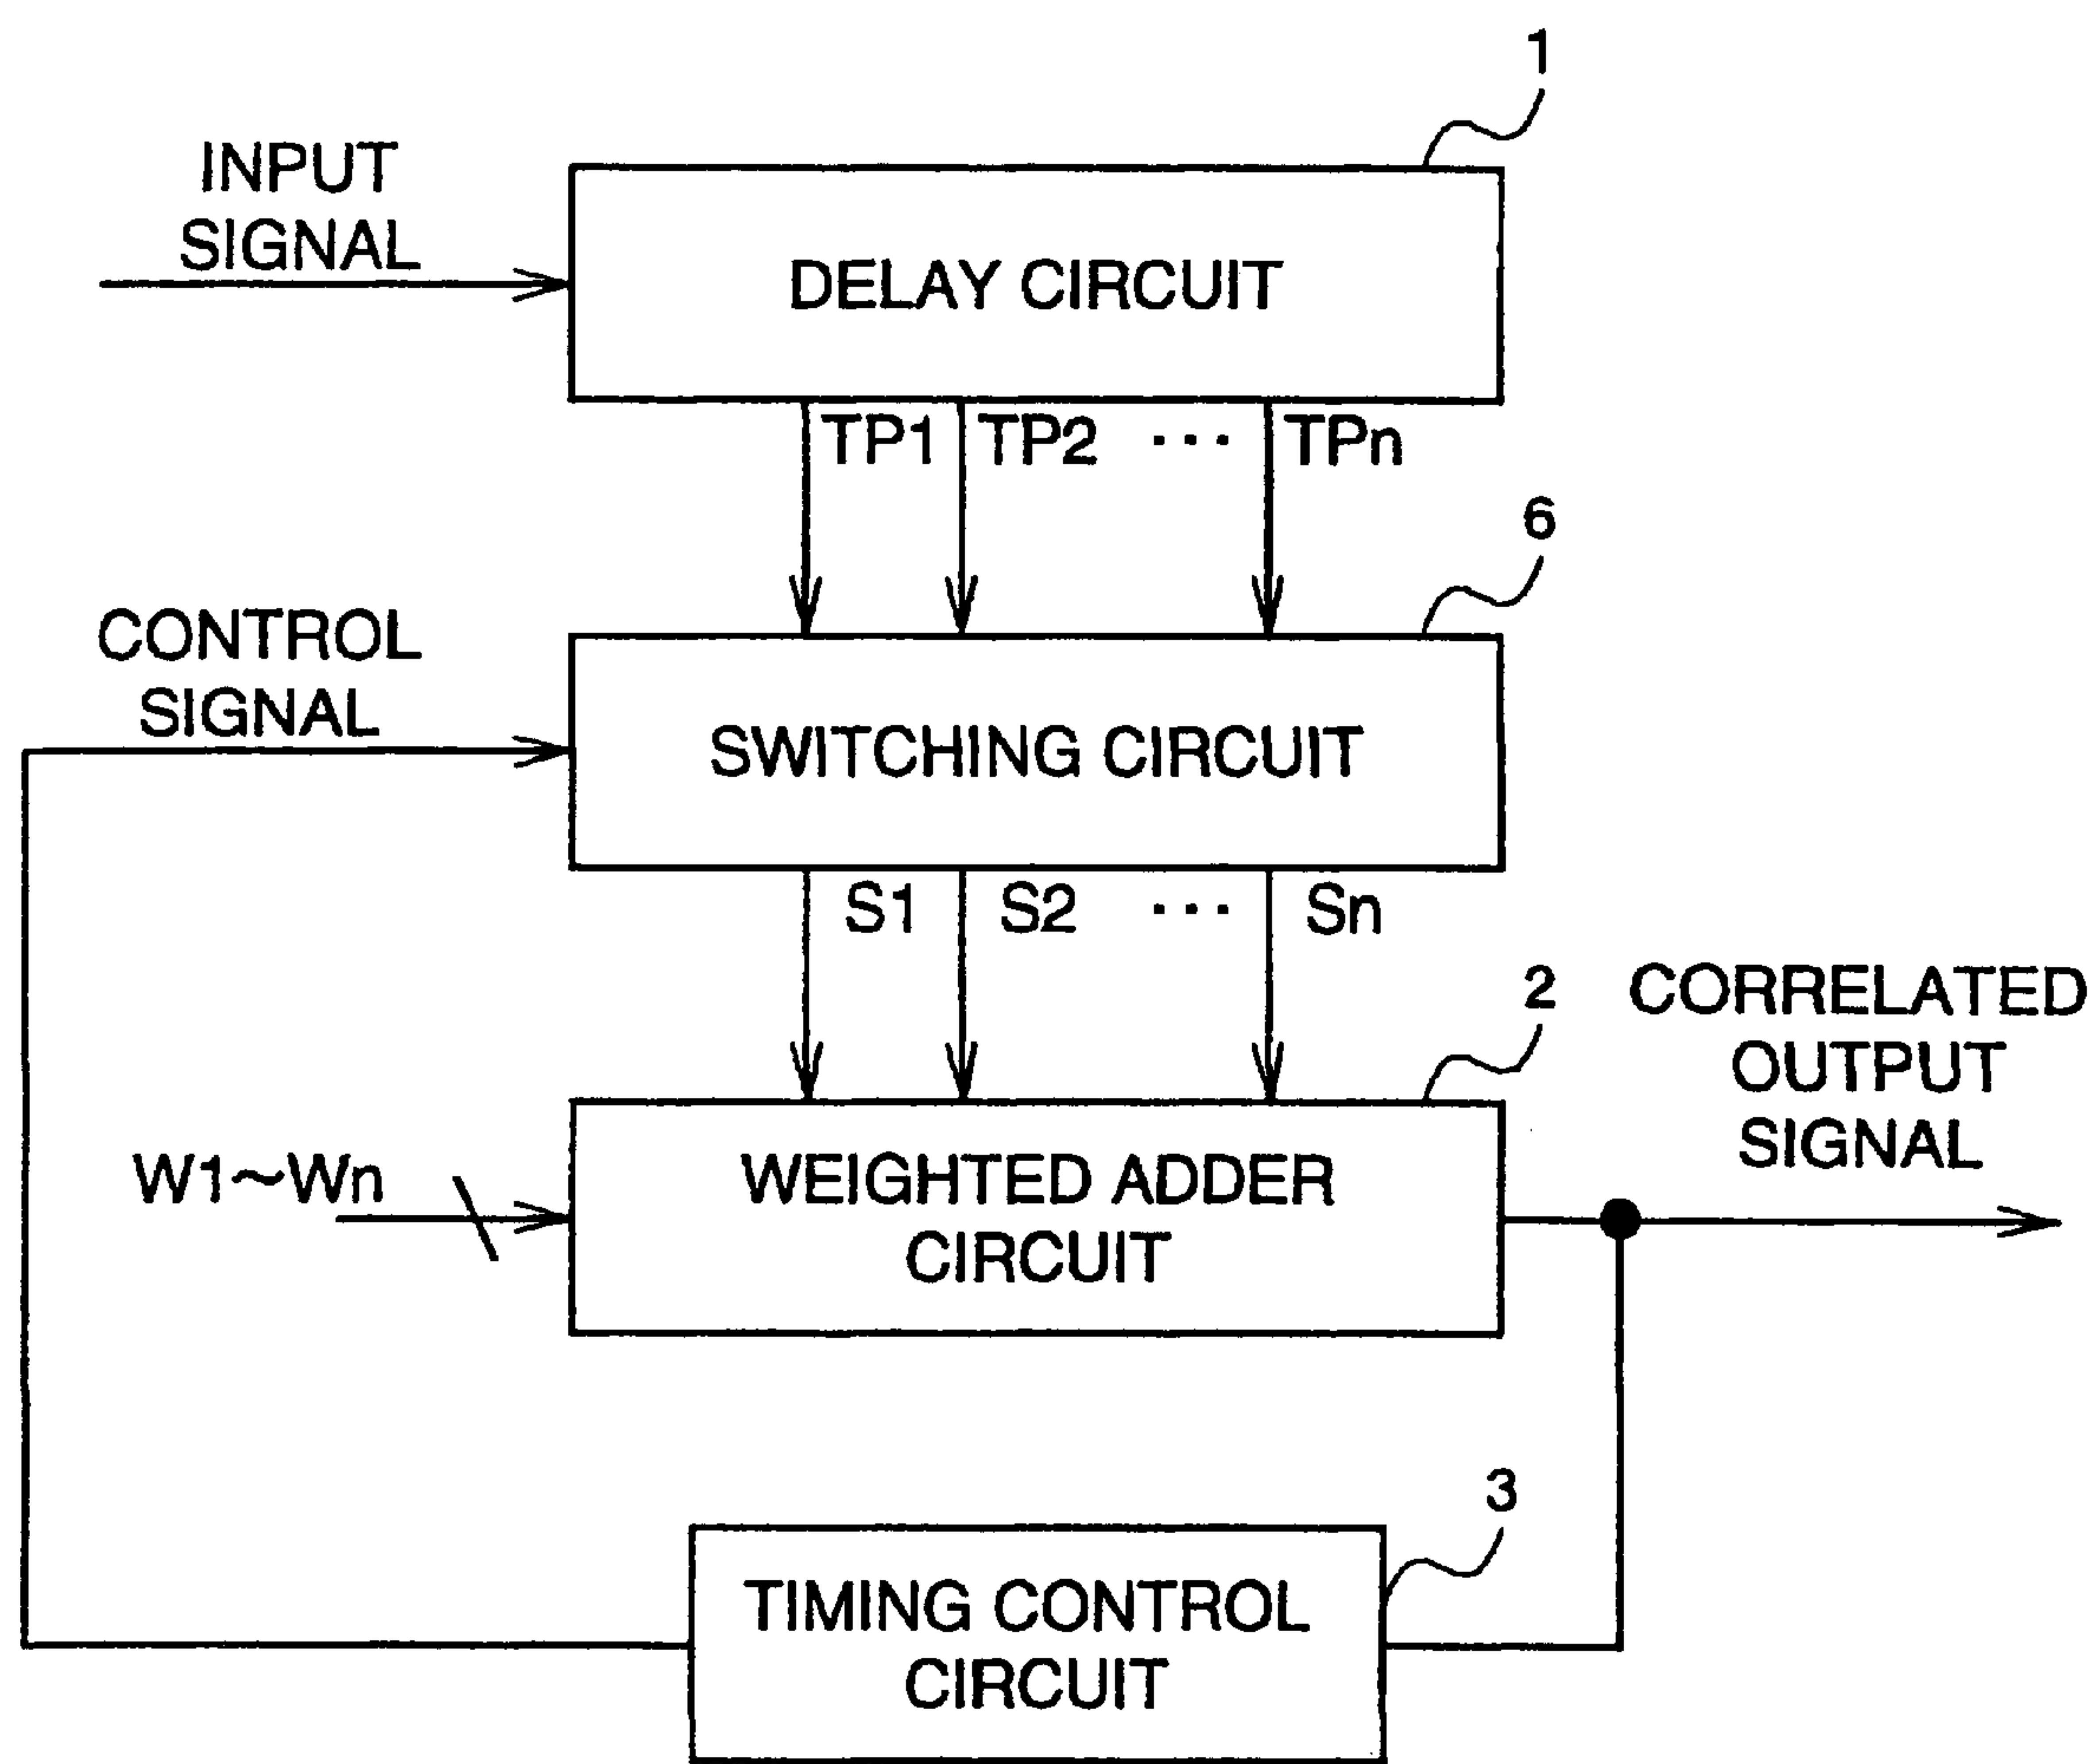 1
INPUT
SIGNAL
DELAY CIRCUIT
TP1 TP2 ... TPn
6
CONTROL
SIGNAL
SWITCHING CIRCUIT
S1 S2 ... Sn
2
CORRELATED
OUTPUT
SIGNAL
W1~Wn
WEIGHTED ADDER
CIRCUIT
3
TIMING CONTROL
CIRCUIT